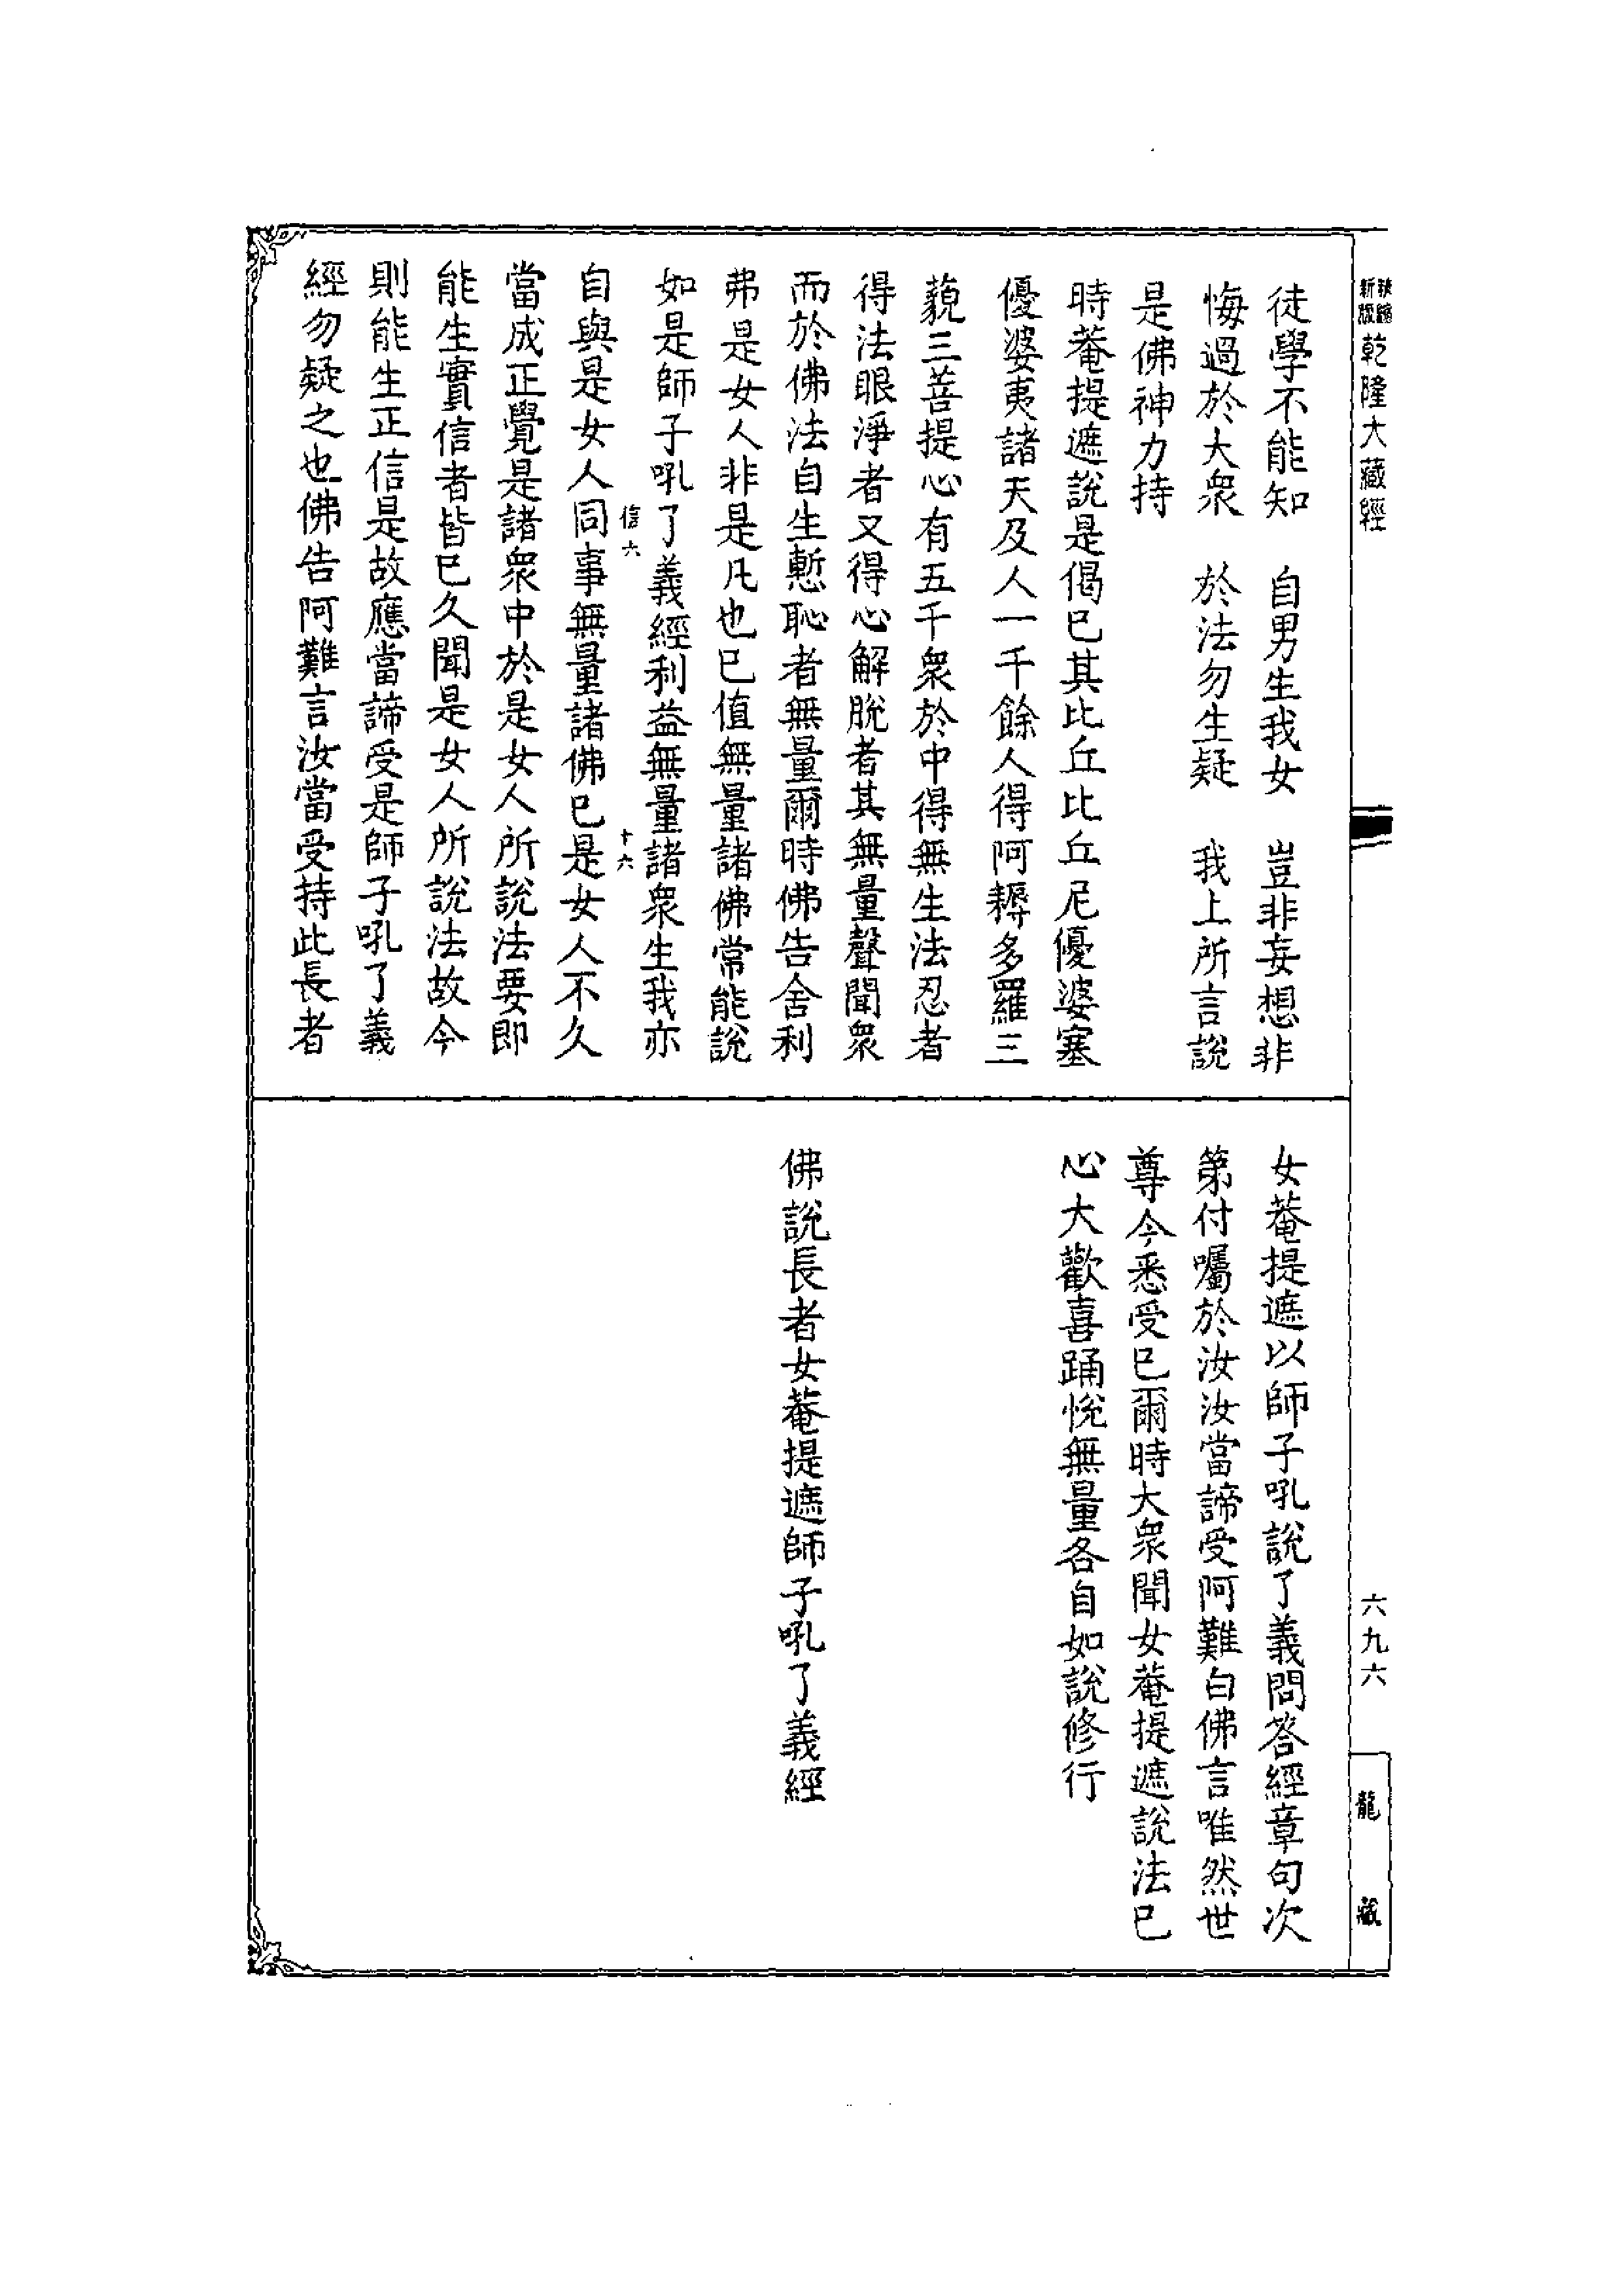 新版
乾隆大藏經
徒學不能知　自男生我女　豈非妄想非
悔過於大衆　於法勿生疑　我上所言說
是佛神力持
時菴提遮說是偈已其比丘比丘尼優婆塞
優婆夷諸天及人一千餘人得阿耨多羅三
藐三菩提心有五千衆於中得無生法忍者
得法眼淨者又得心解脫者其無量聲聞衆
而於佛法自生慙恥者無量爾時佛告舍利
弗是女人非是凡也已值無量諸佛常能說
如是師子吼了義經利益無量諸衆生我亦
信六
十六
自與是女人同事無量諸佛已是女人不久
當成正覺是諸衆中於是女人所說法要即
能生實信者皆已久聞是女人所說法故今
則能生正信是故應當諦受是師子吼了義
經勿疑之也佛告阿難言汝當受持此長者
女菴提遮以師子吼說了義問答經章句次
第付囑於汝汝當諦受阿難白佛言唯然世
尊今悉受已爾時大衆聞女菴提遮說法已
心大歡喜踊悅無量各自如說修行
佛說長者女菴提遮師子吼了義經
六九六
龍藏